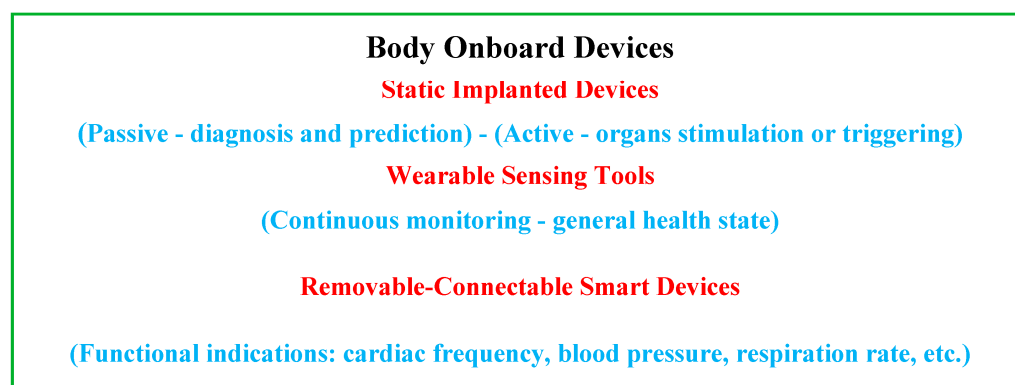 Body Onboard Devices
Static Implanted Devices
(Passive - diagnosis and prediction) - (Active - organs stimulation or triggering)
Wearable Sensing Tools
(Continuous monitoring - general health state)
Removable-Connectable Smart Devices
(Functional indications: cardiac frequency, blood pressure, respiration rate, etc.)